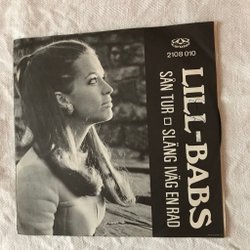 2108 010
LILL-BABS
SÅN TUR □ SLÄNG IVÄG EN RAD